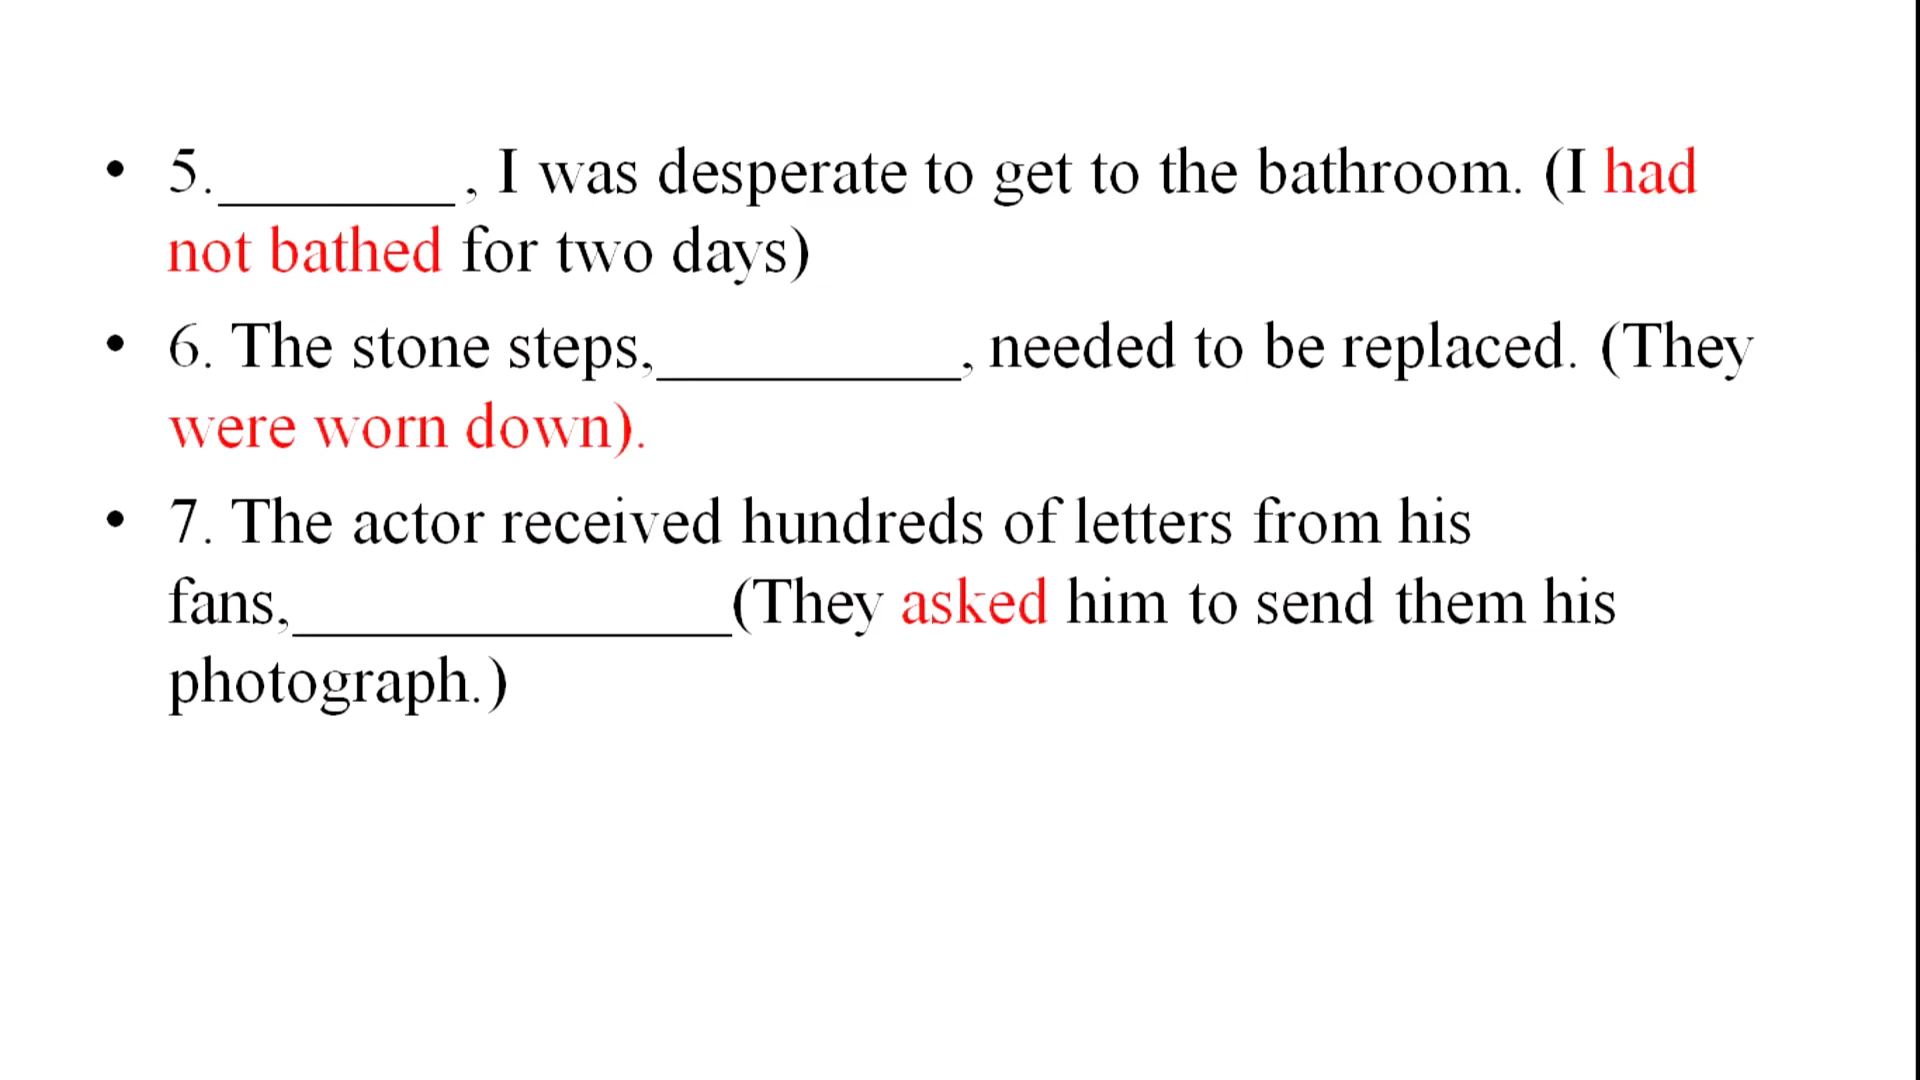 • 5.________, I was desperate to get to the bathroom. (I had
not bathed for two days)
• 6. The stone steps,__________, needed to be replaced. (They
were worn down).
• 7. The actor received hundreds of letters from his
fans,_______________(They asked him to send them his
photograph.)